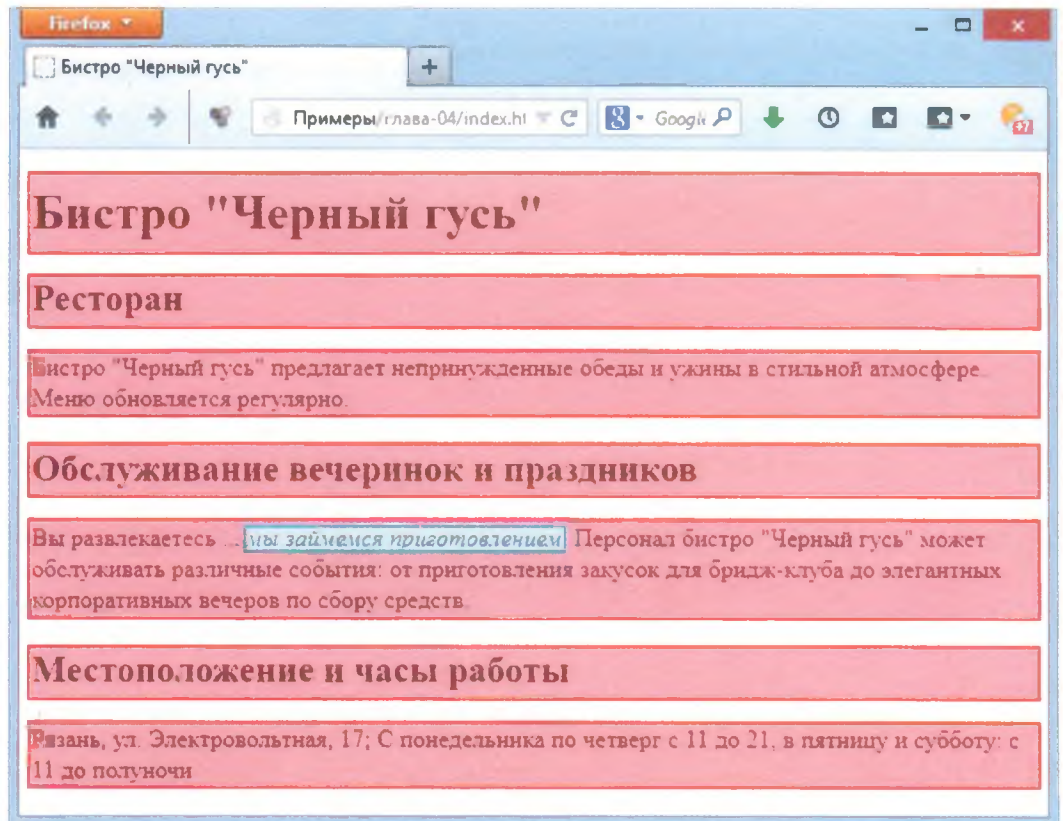 Firefox
Бистро "Черный гусь"
Примеры/глава-04/index.ht
Google
+7
Бистро "Черный гусь"
Ресторан
Бистро "Черный гусь" предлагает непринужденные обеды и ужины в стильной атмосфере.
Меню обновляется регулярно.
Обслуживание вечеринок и праздников
Вы развлекаетесь ... мы займемся приготовлением. Персонал бистро "Черный гусь" может
обслуживать различные события: от приготовления закусок для бридж-клуба до элегантных
корпоративных вечеров по сбору средств.
Местоположение и часы работы
Рязань, ул. Электровольтная, 17; С понедельника по четверг с 11 до 21, в пятницу и субботу: с
11 до полуночи